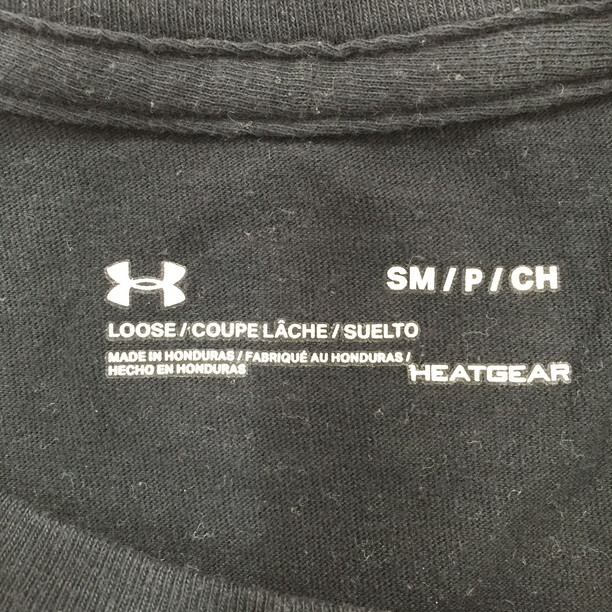 SM / P / CH
LOOSE / COUPE LÂCHE / SUELTO
MADE IN HONDURAS / FABRIQUÉ AU HONDURAS /
HECHO EN HONDURAS
HEATGEAR